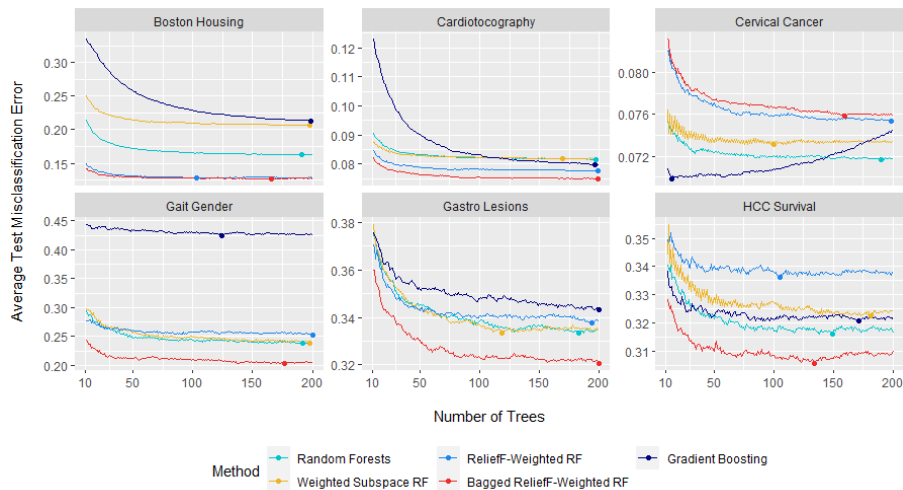 Boston Housing
Cardiotocography
Cervical Cancer
0.30
0.25
0.20
0.15
0.12
0.11
0.10
0.09
0.08
0.080
0.076
0.072
Gait Gender
Gastro Lesions
HCC Survival
0.45
0.40
0.35
0.30
0.25
0.20
0.38
0.36
0.34
0.32
0.35
0.34
0.33
0.32
0.31
10 50 100 150 200
10 50 100 150 200
10 50 100 150 200
Average Test Misclassification Error
Number of Trees
Method
Random Forests
ReliefF-Weighted RF
Gradient Boosting
Weighted Subspace RF
Bagged ReliefF-Weighted RF